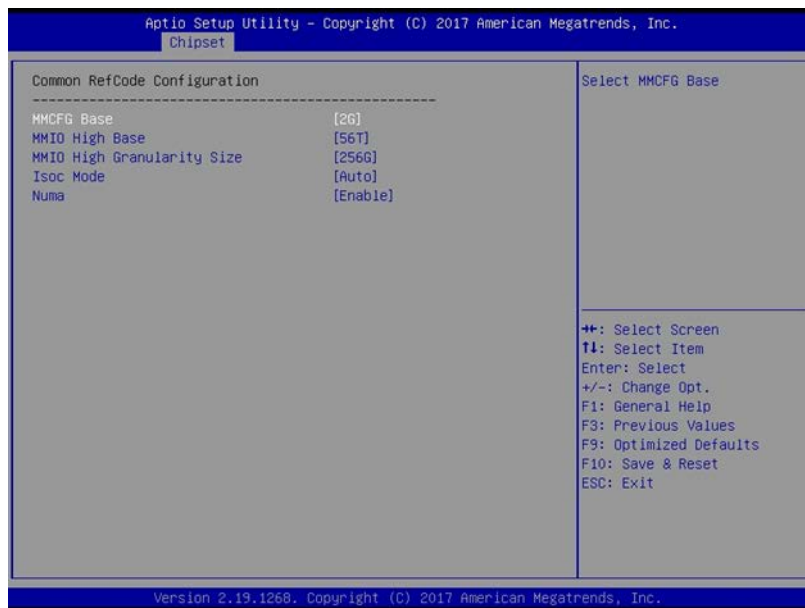 Aptio Setup Utility – Copyright (C) 2017 American Megatrends, Inc.
Chipset
Common RefCode Configuration
--------------------------------------------------
MMCFG Base [2G]
MMIO High Base [56T]
MMIO High Granularity Size [256G]
Isoc Mode [Auto]
Numa [Enable]
Select MMCFG Base
→←: Select Screen
↑↓: Select Item
Enter: Select
+/-: Change Opt.
F1: General Help
F3: Previous Values
F9: Optimized Defaults
F10: Save & Reset
ESC: Exit
Version 2.19.1268. Copyright (C) 2017 American Megatrends, Inc.